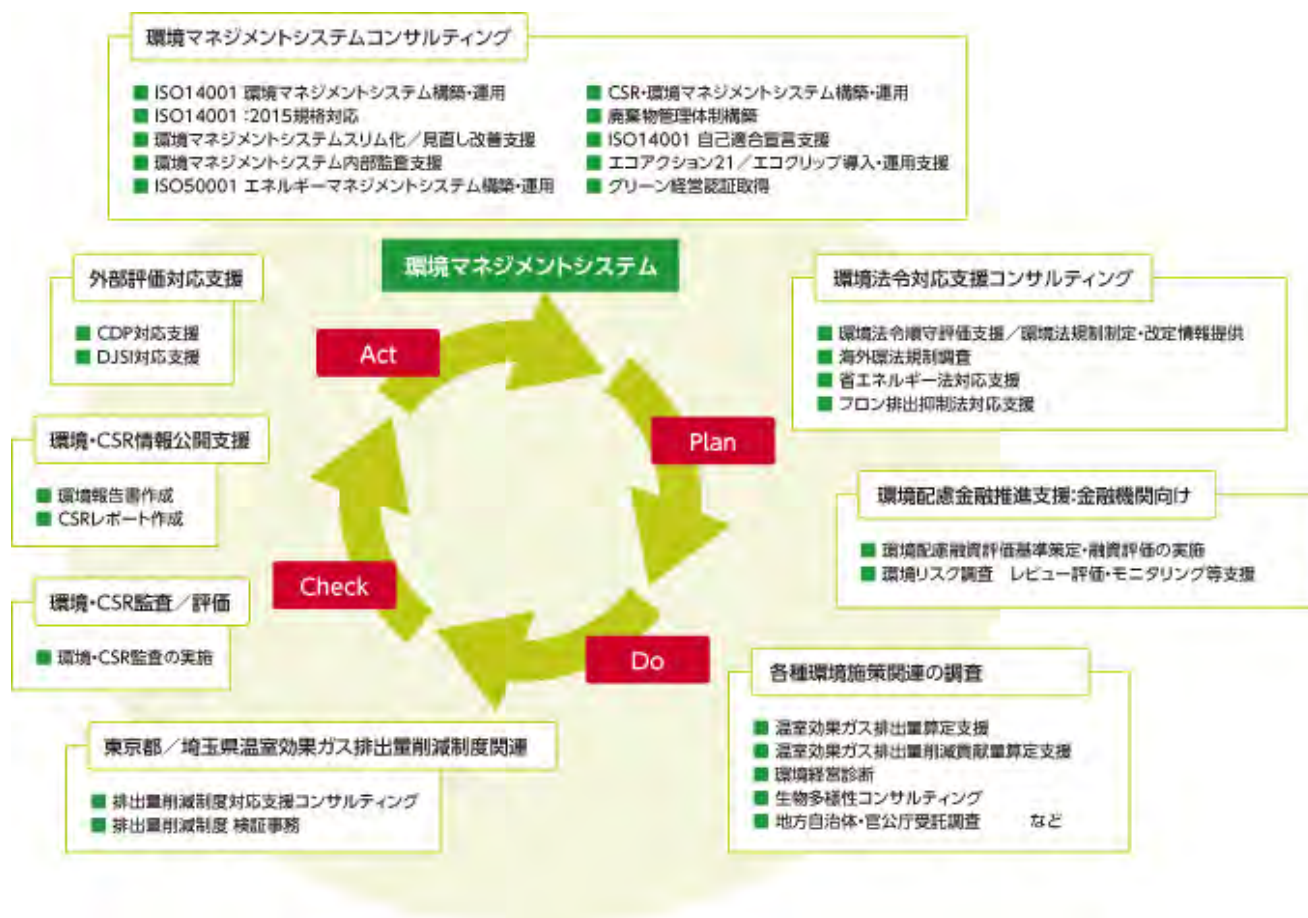 環境マネジメントシステムコンサルティング
■ ISO14001 環境マネジメントシステム構築・運用
■ ISO14001:2015規格対応
■ 環境マネジメントシステムスリム化／見直し改善支援
■ 環境マネジメントシステム内部監査支援
■ ISO50001 エネルギーマネジメントシステム構築・運用
■ CSR・環境マネジメントシステム構築・運用
■ 廃棄物管理体制構築
■ ISO14001 自己適合宣言支援
■ エコアクション21／エコクリップ導入・運用支援
■ グリーン経営認証取得
環境マネジメントシステム
Act
Plan
Do
Check
外部評価対応支援
■ CDP対応支援
■ DJSI対応支援
環境・CSR情報公開支援
■ 環境報告書作成
■ CSRレポート作成
環境・CSR監査／評価
■ 環境・CSR監査の実施
東京都／埼玉県温室効果ガス排出量削減制度関連
■ 排出量削減制度対応支援コンサルティング
■ 排出量削減制度 検証事務
環境法令対応支援コンサルティング
■ 環境法令順守評価支援／環境法規制制定・改定情報提供
■ 海外環法規制調査
■ 省エネルギー法対応支援
■ フロン排出抑制法対応支援
環境配慮金融推進支援:金融機関向け
■ 環境配慮融資評価基準策定・融資評価の実施
■ 環境リスク調査　レビュー評価・モニタリング等支援
各種環境施策関連の調査
■ 温室効果ガス排出量算定支援
■ 温室効果ガス排出量削減貢献量算定支援
■ 環境経営診断
■ 生物多様性コンサルティング
■ 地方自治体・官公庁受託調査　　など